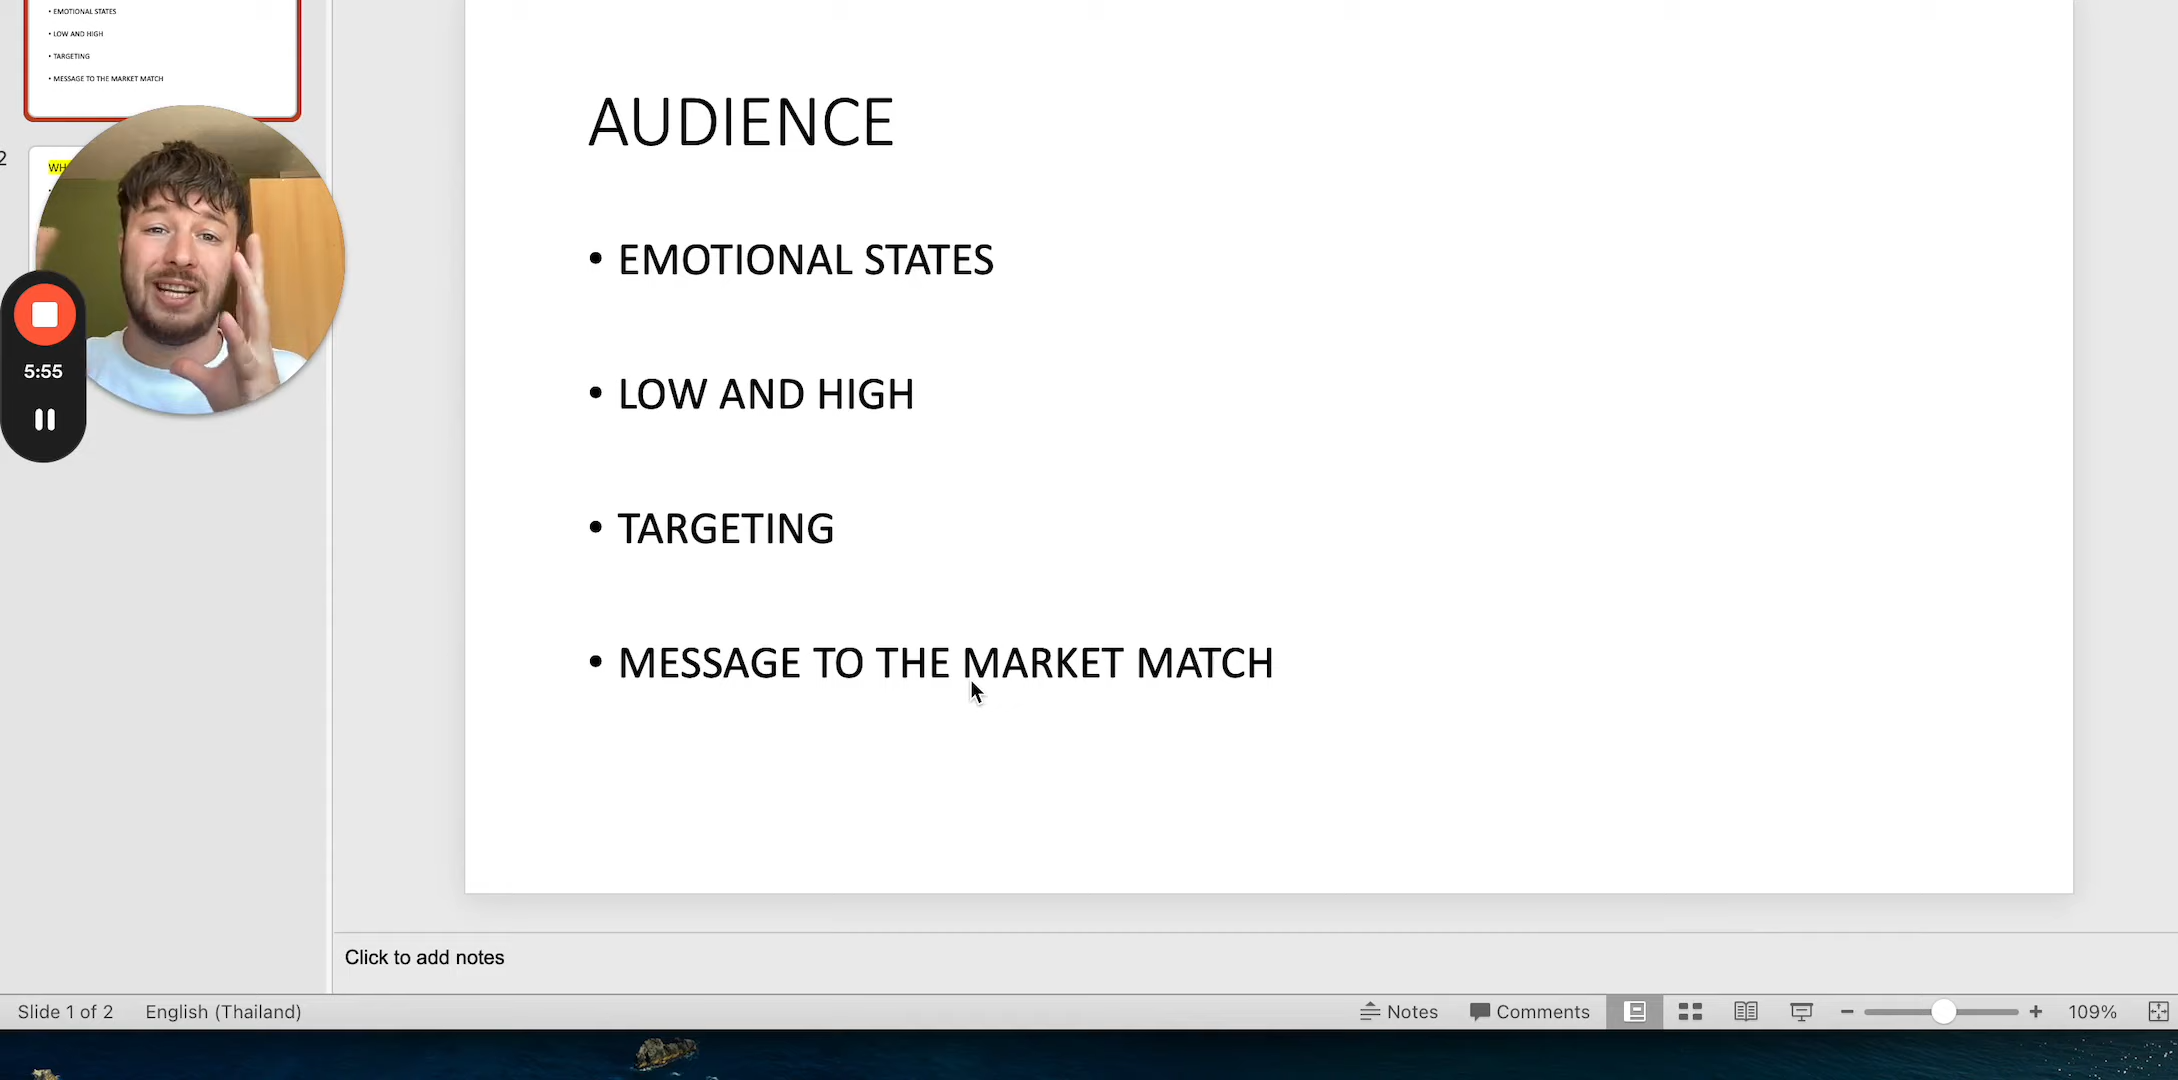 • EMOTIONAL STATES
• LOW AND HIGH
• TARGETING
• MESSAGE TO THE MARKET MATCH
2
WH
5:55
AUDIENCE
• EMOTIONAL STATES
• LOW AND HIGH
• TARGETING
• MESSAGE TO THE MARKET MATCH
Click to add notes
Slide 1 of 2 English (Thailand) Notes Comments 109%